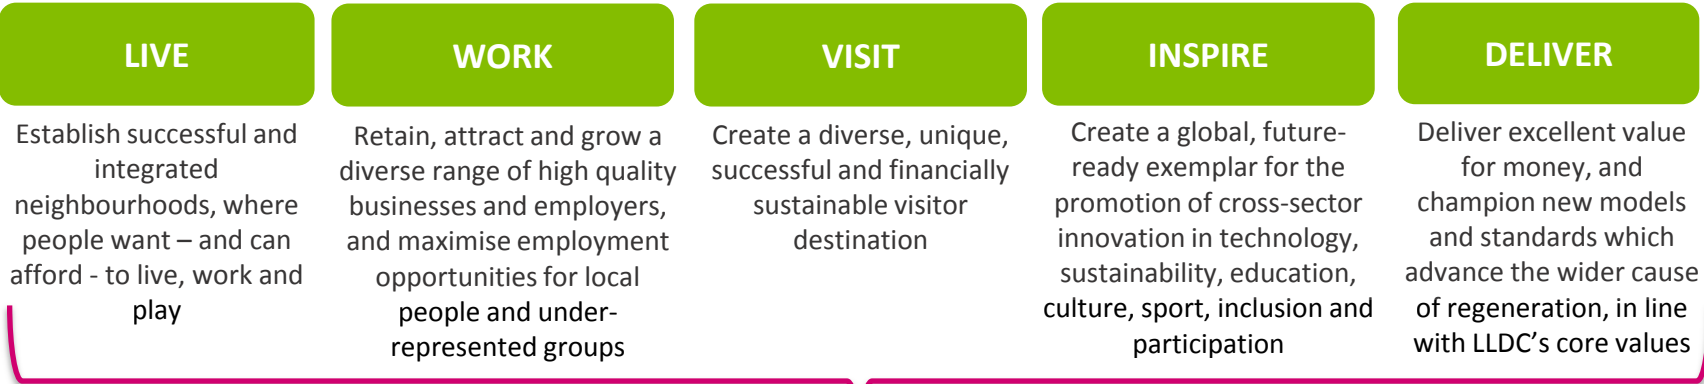 LIVE
Establish successful and
integrated
neighbourhoods, where
people want – and can
afford - to live, work and
play
WORK
Retain, attract and grow a
diverse range of high quality
businesses and employers,
and maximise employment
opportunities for local
people and under-
represented groups
VISIT
Create a diverse, unique,
successful and financially
sustainable visitor
destination
INSPIRE
Create a global, future-
ready exemplar for the
promotion of cross-sector
innovation in technology,
sustainability, education,
culture, sport, inclusion and
participation
DELIVER
Deliver excellent value
for money, and
champion new models
and standards which
advance the wider cause
of regeneration, in line
with LLDC’s core values